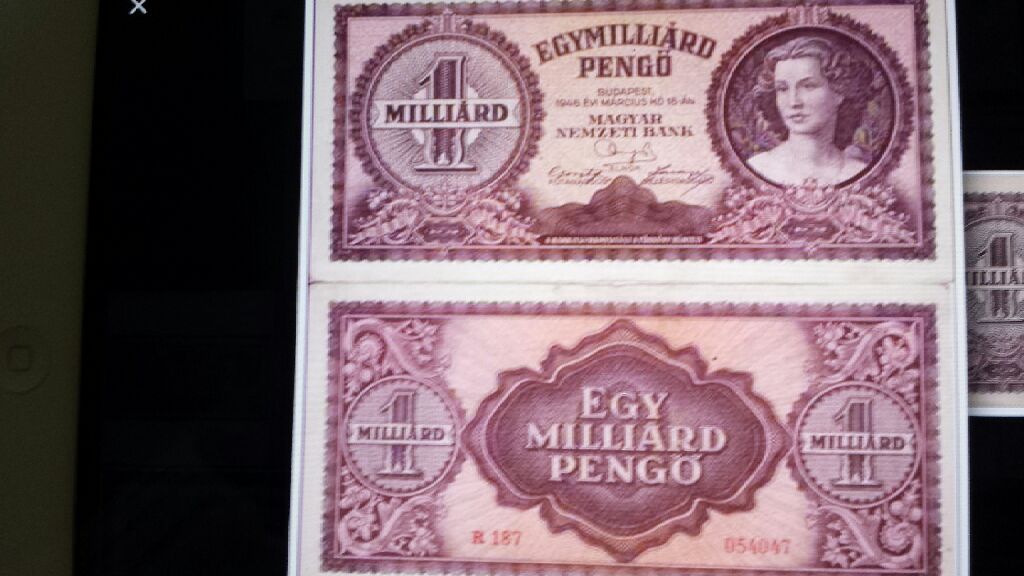 1
MILLIÁRD
EGYMILLIÁRD
PENGŐ
BUDAPEST,
1946. ÉVI MÁRCIUS HÓ 18-ÁN
MAGYAR
NEMZETI BANK
1
MILLIÁRD
EGY
MILLIÁRD
PENGŐ
1
MILLIÁRD
R 187
054047
1